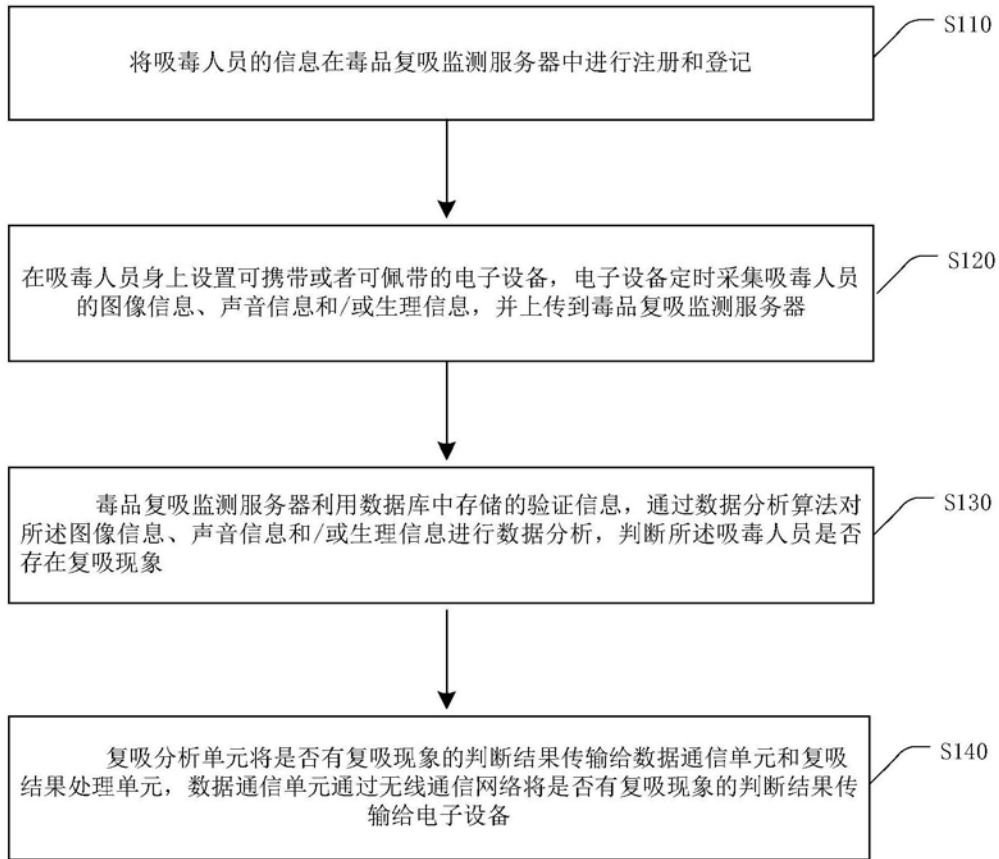 S110
将吸毒人员的信息在毒品复吸监测服务器中进行注册和登记
S120
在吸毒人员身上设置可携带或者可佩带的电子设备，电子设备定时采集吸毒人员
的图像信息、声音信息和/或生理信息，并上传到毒品复吸监测服务器
S130
毒品复吸监测服务器利用数据库中存储的验证信息，通过数据分析算法对
所述图像信息、声音信息和/或生理信息进行数据分析，判断所述吸毒人员是否
存在复吸现象
S140
复吸分析单元将是否有复吸现象的判断结果传输给数据通信单元和复吸
结果处理单元，数据通信单元通过无线通信网络将是否有复吸现象的判断结果传
输给电子设备